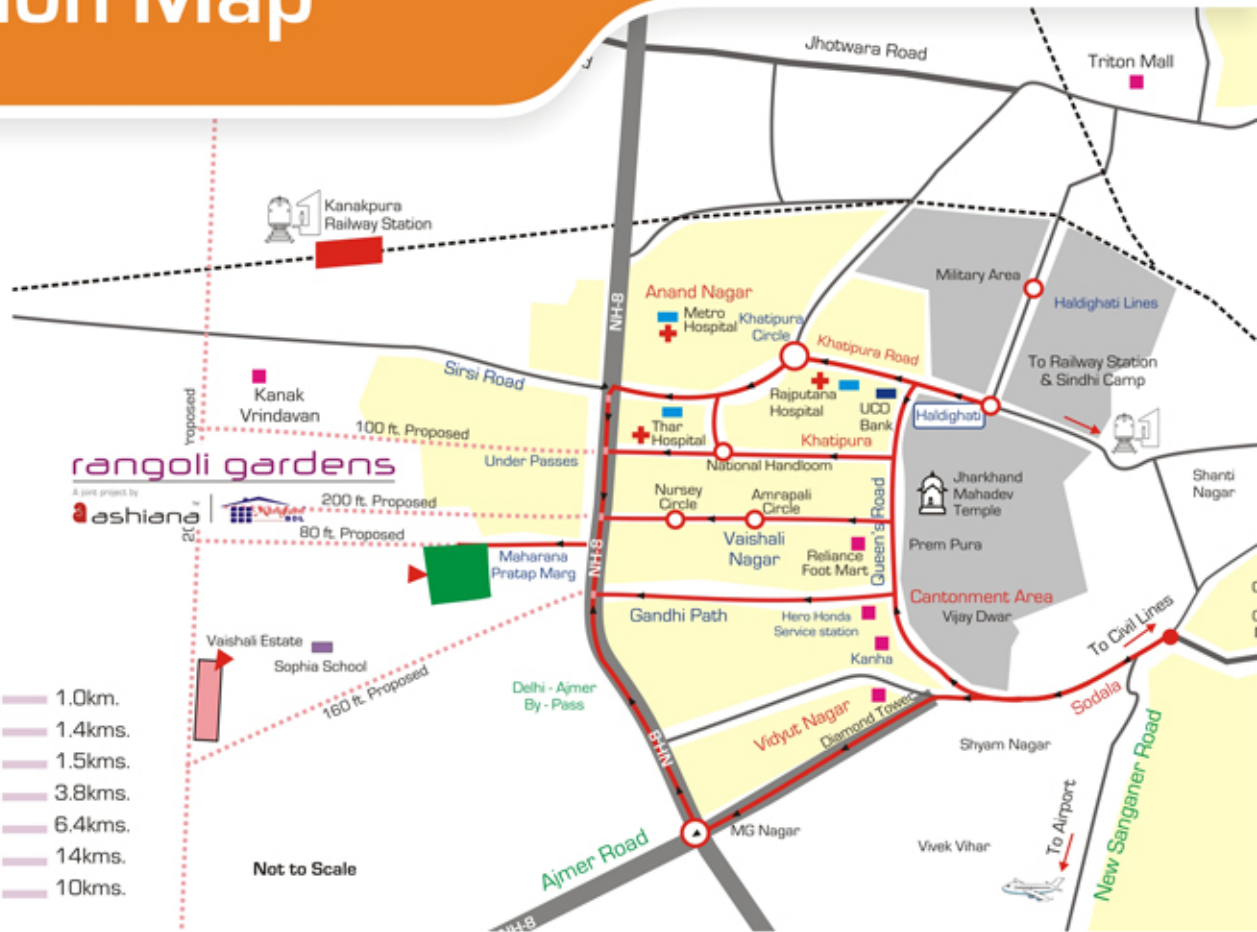 Map
Jhotwara Road
Triton Mall
Kanakpura
Railway Station
NH-8
Anand Nagar
Metro
Hospital
Khatipura
Circle
Khatipura Road
Military Area
Haldighati Lines
To Railway Station
& Sindhi Camp
Sirsi Road
Kanak
Vrindavan
Rajputana
Hospital
UCO
Bank
Haldighati
Thar
Hospital
Khatipura
100 ft. Proposed
Under Passes
National Handloom
rangoli gardens
A joint project by
ashiana
200 ft. Proposed
80 ft. Proposed
Nursey
Circle
Amrapali
Circle
Queen's Road
Jharkhand
Mahadev
Temple
Shanti
Nagar
Vaishali
Nagar
Reliance
Foot Mart
Prem Pura
NH-8
Maharana
Pratap Marg
Gandhi Path
Hero Honda
Service station
Cantonment Area
Vijay Dwar
To Civil Lines
Vaishali Estate
Sophia School
Kanha
160 ft. Proposed
Delhi - Ajmer
By - Pass
Sodala
Vidyut Nagar
Diamond Tower
NH-8
Shyam Nagar
1.0km.
1.4kms.
1.5kms.
3.8kms.
6.4kms.
14kms.
10kms.
MG Nagar
Vivek Vihar
To Airport
New Sanganer Road
Not to Scale
Ajmer Road
NH-8